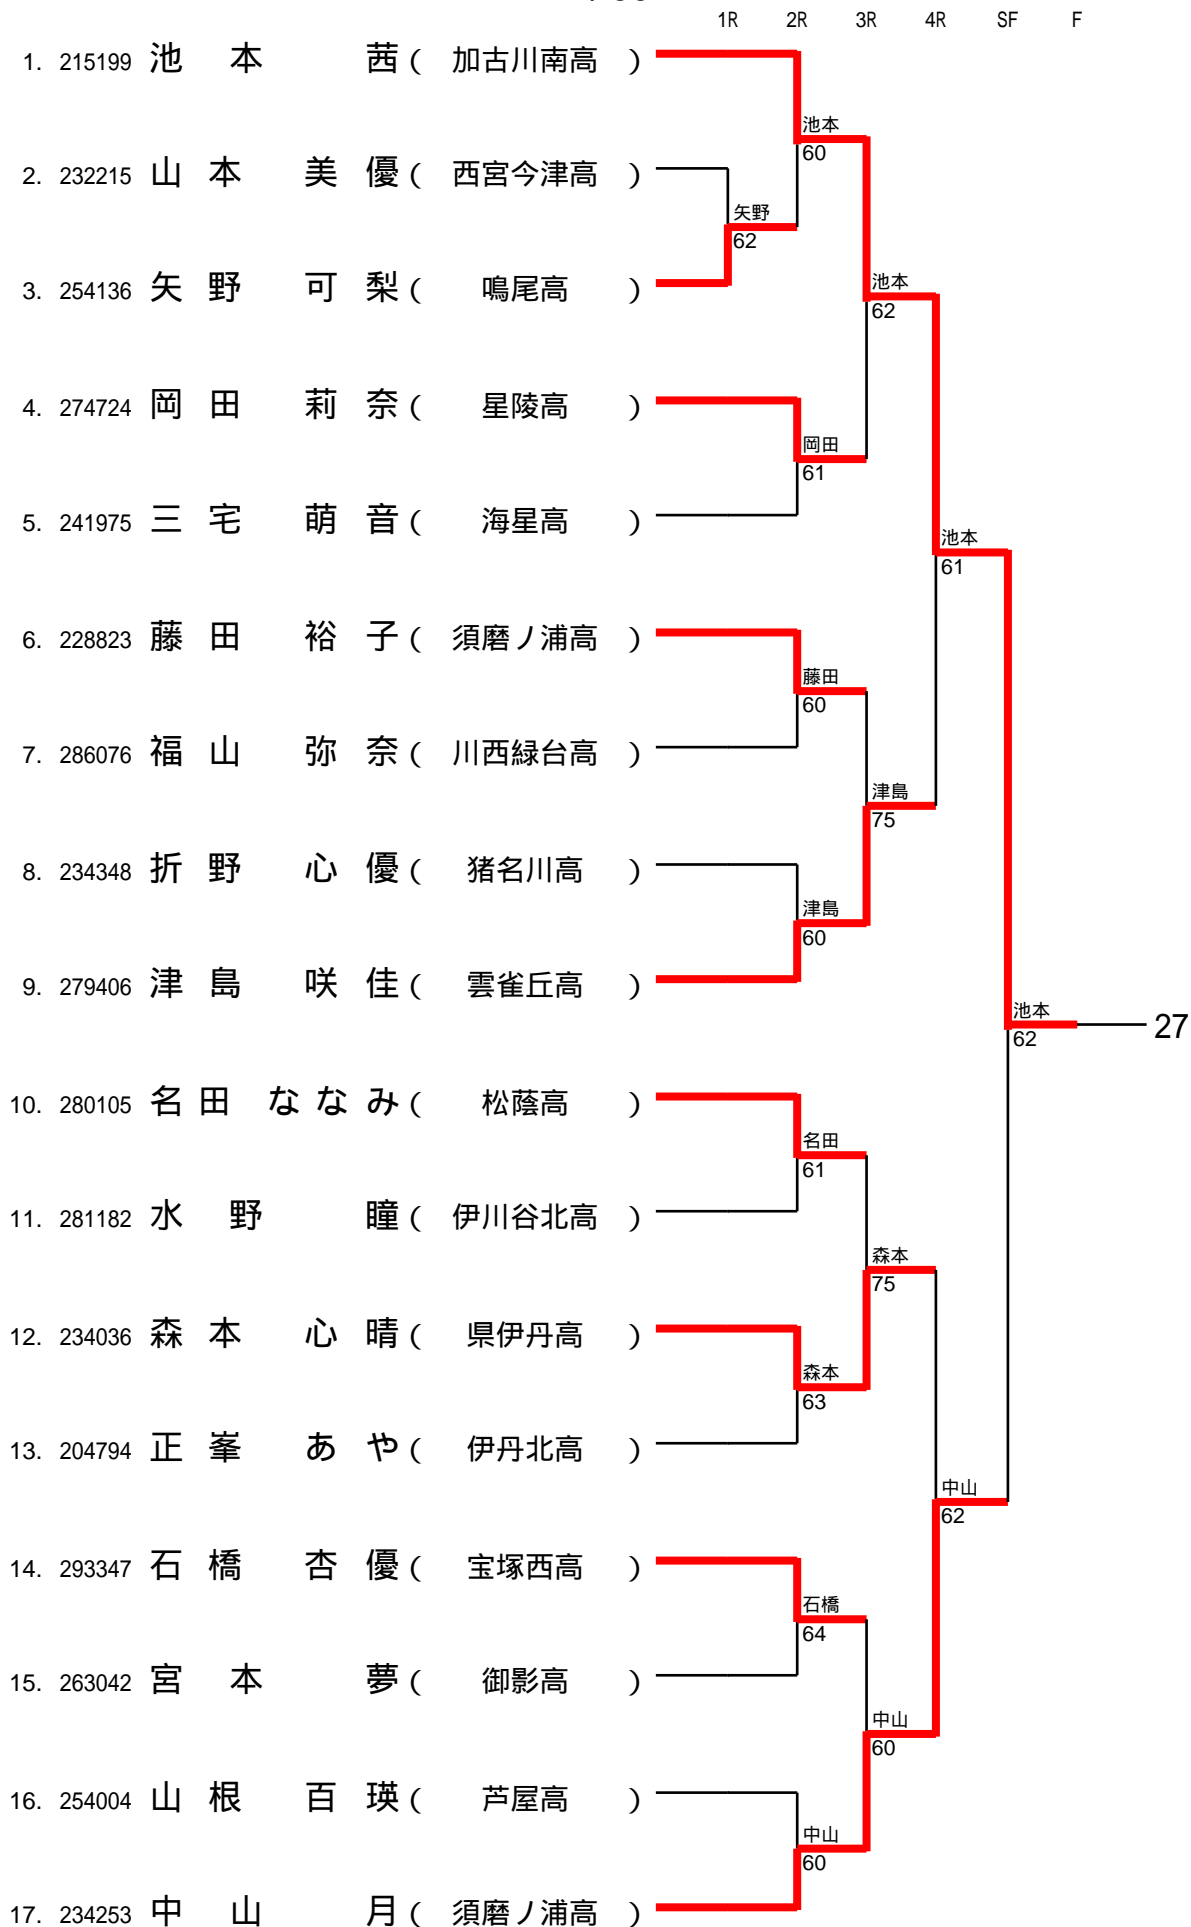 1R 2R 3R 4R SF F
1. 215199 池本 茜 ( 加古川南高 )
池本
60
2. 232215 山本 美優 ( 西宮今津高 )
矢野
62
3. 254136 矢野 可梨 ( 鳴尾高 )
池本
62
4. 274724 岡田 莉奈 ( 星陵高 )
岡田
61
5. 241975 三宅 萌音 ( 海星高 )
池本
61
6. 228823 藤田 裕子 ( 須磨ノ浦高 )
藤田
60
7. 286076 福山 弥奈 ( 川西緑台高 )
津島
75
8. 234348 折野 心優 ( 猪名川高 )
津島
60
9. 279406 津島 咲佳 ( 雲雀丘高 )
池本
62
27
10. 280105 名田 ななみ ( 松蔭高 )
名田
61
11. 281182 水野 瞳 ( 伊川谷北高 )
森本
75
12. 234036 森本 心晴 ( 県伊丹高 )
森本
63
13. 204794 正峯 あや ( 伊丹北高 )
中山
62
14. 293347 石橋 杏優 ( 宝塚西高 )
石橋
64
15. 263042 宮本 夢 ( 御影高 )
中山
60
16. 254004 山根 百瑛 ( 芦屋高 )
中山
60
17. 234253 中山 月 ( 須磨ノ浦高 )